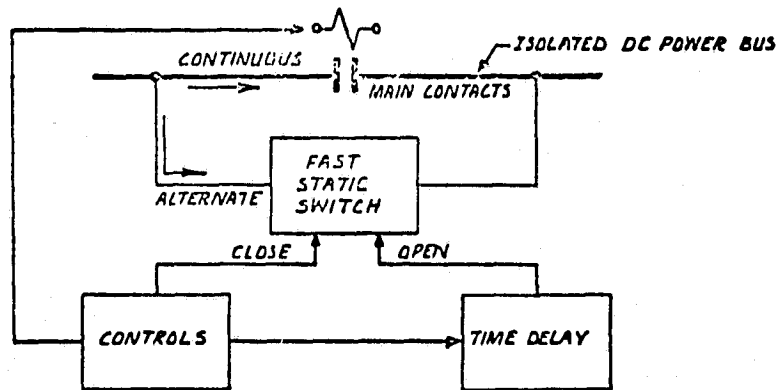 ISOLATED DC POWER BUS
CONTINUOUS
MAIN CONTACTS
FAST
STATIC
SWITCH
ALTERNATE
CLOSE
OPEN
CONTROLS
TIME DELAY